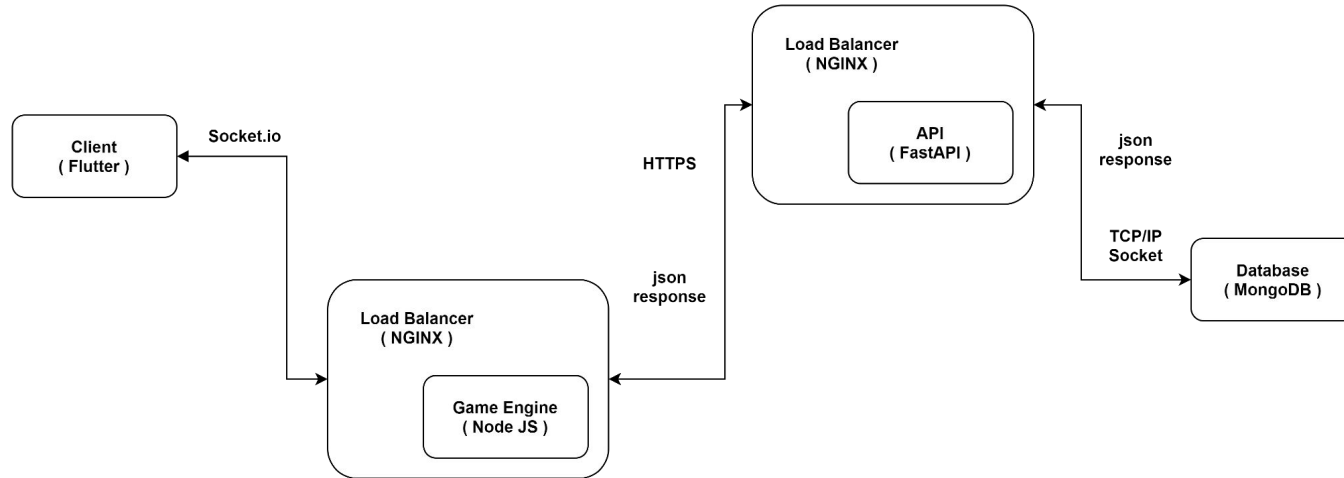 Client
( Flutter )
Socket.io
Load Balancer
( NGINX )
Game Engine
( Node JS )
HTTPS
json
response
Load Balancer
( NGINX )
API
( FastAPI )
json
response
TCP/IP
Socket
Database
( MongoDB )